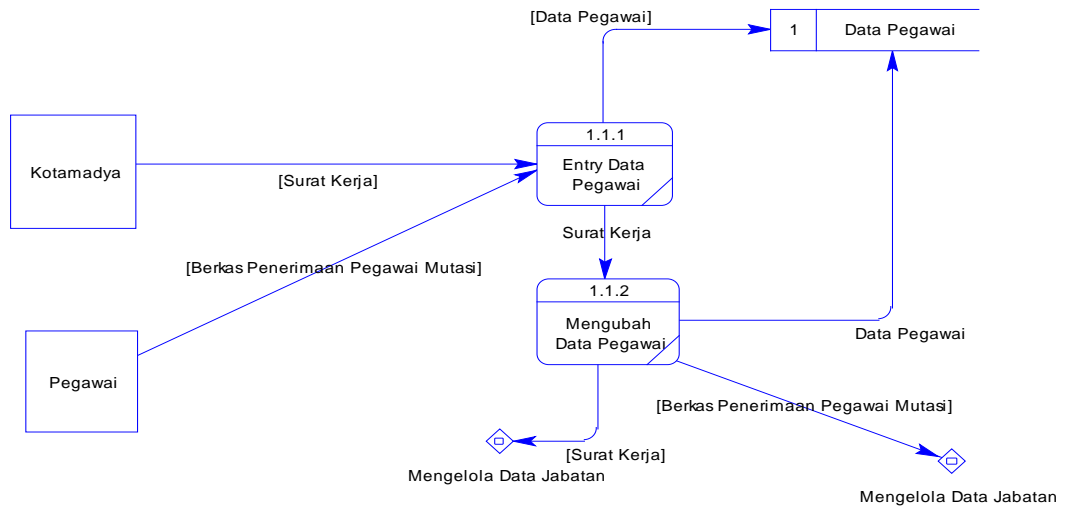 [Data Pegawai]
1 Data Pegawai
1.1.1
Entry Data
Pegawai
Kotamadya
[Surat Kerja]
Surat Kerja
[Berkas Penerimaan Pegawai Mutasi]
1.1.2
Mengubah
Data Pegawai
Data Pegawai
Pegawai
[Berkas Penerimaan Pegawai Mutasi]
[Surat Kerja]
Mengelola Data Jabatan
Mengelola Data Jabatan